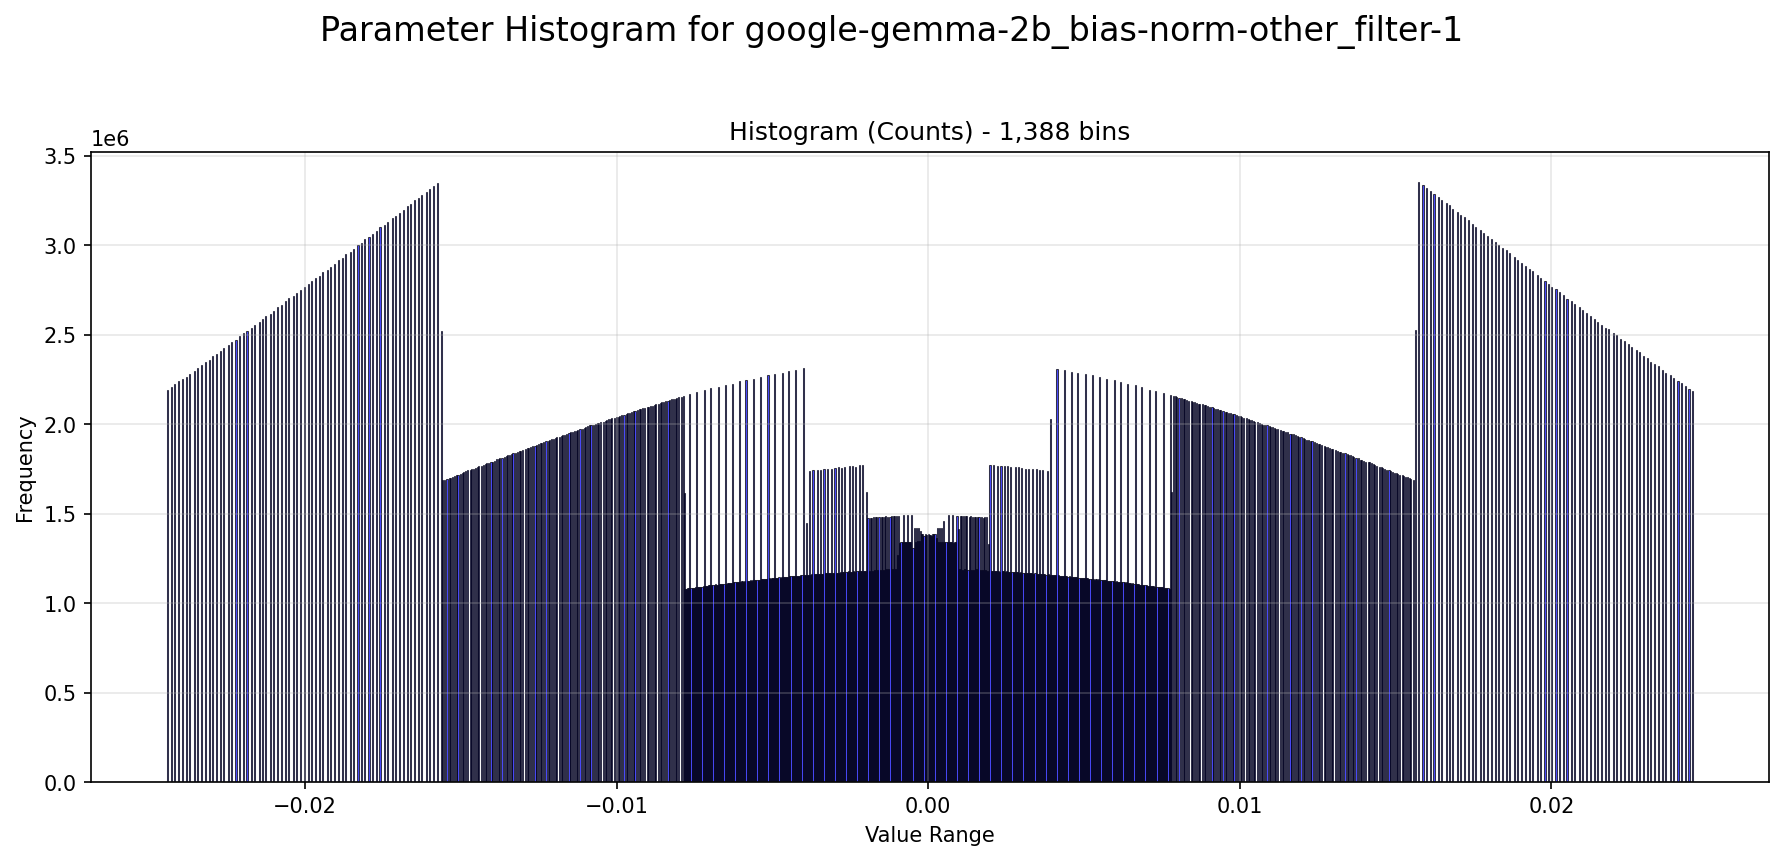 Parameter Histogram for google-gemma-2b_bias-norm-other_filter-1
Histogram (Counts) - 1,388 bins
1e6
3.5
3.0
2.5
2.0
1.5
1.0
0.5
0.0
Frequency
−0.02 −0.01 0.00 0.01 0.02
Value Range